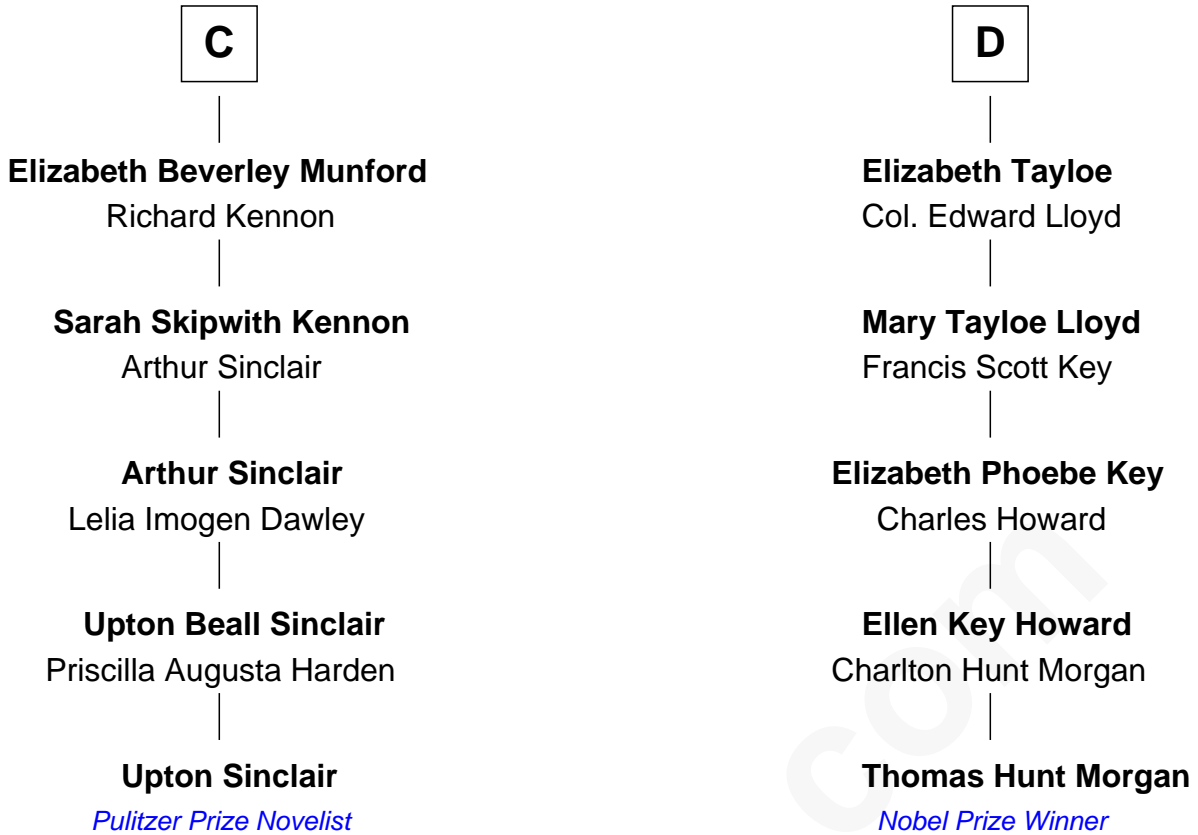 C
Elizabeth Beverley Munford
Richard Kennon
Sarah Skipwith Kennon
Arthur Sinclair
Arthur Sinclair
Lelia Imogen Dawley
Upton Beall Sinclair
Priscilla Augusta Harden
Upton Sinclair
Pulitzer Prize Novelist
D
Elizabeth Tayloe
Col. Edward Lloyd
Mary Tayloe Lloyd
Francis Scott Key
Elizabeth Phoebe Key
Charles Howard
Ellen Key Howard
Charlton Hunt Morgan
Thomas Hunt Morgan
Nobel Prize Winner
com